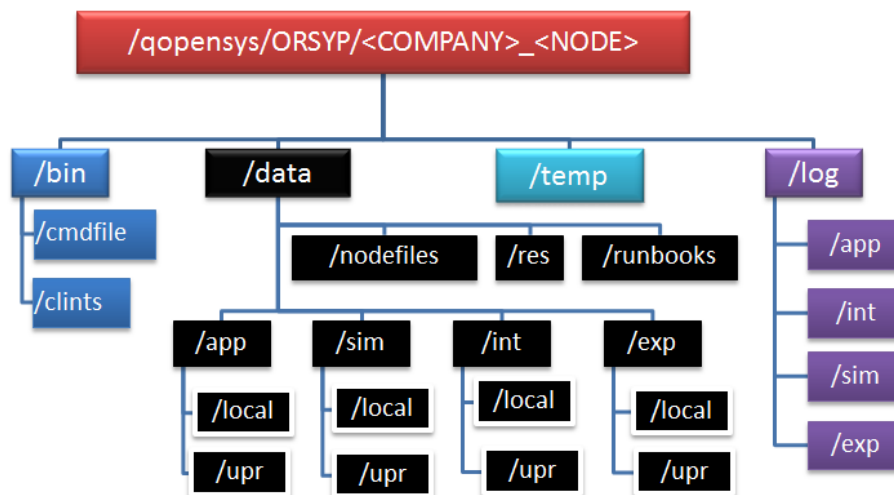 /qopensys/ORSYP/<COMPANY>_<NODE>
/bin
/data
/temp
/log
/cmdfile
/clints
/nodefiles
/res
/runbooks
/app
/sim
/int
/exp
/local
/local
/local
/local
/upr
/upr
/upr
/upr
/app
/int
/sim
/exp